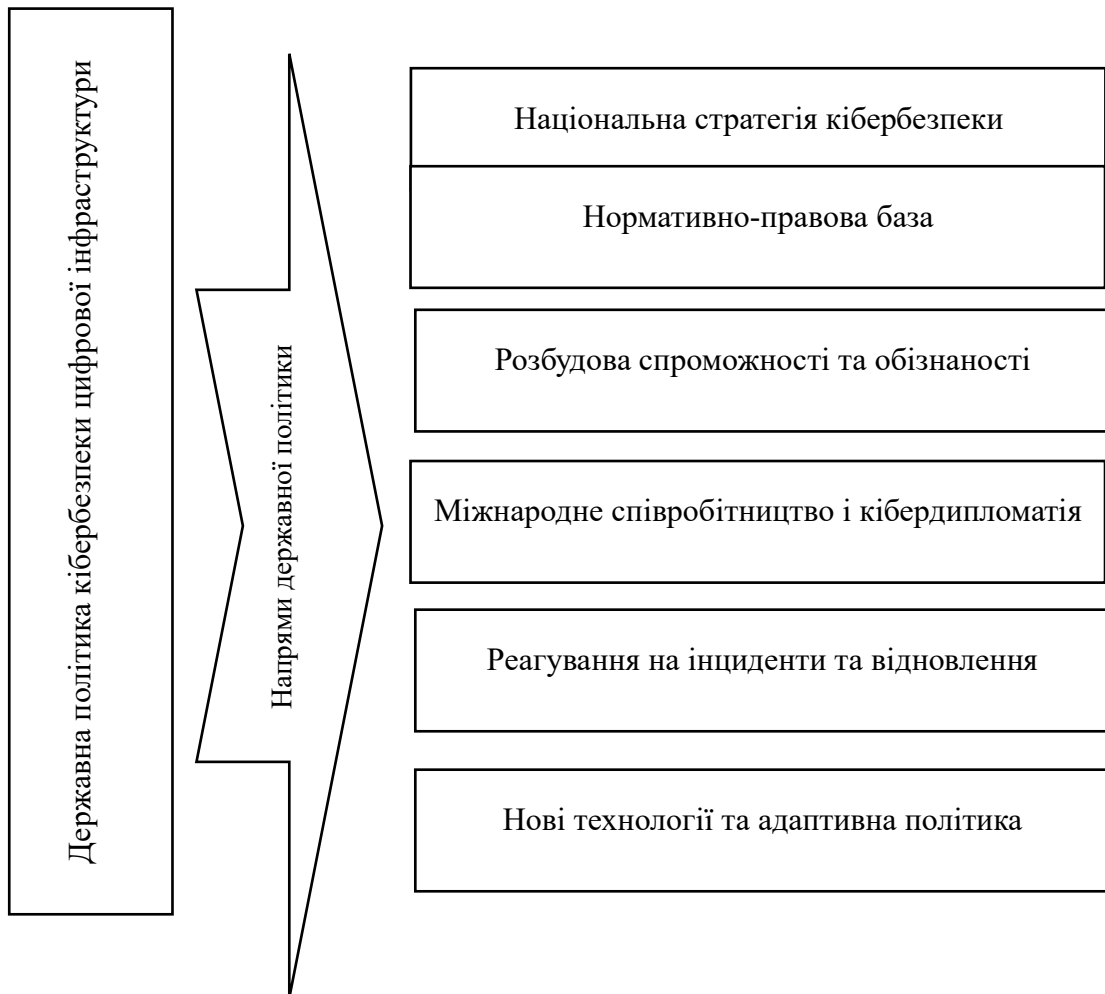 Державна політика кібербезпеки цифрової інфраструктури
Напрями державної політики
Національна стратегія кібербезпеки
Нормативно-правова база
Розбудова спроможності та обізнаності
Міжнародне співробітництво і кібердипломатія
Реагування на інциденти та відновлення
Нові технології та адаптивна політика